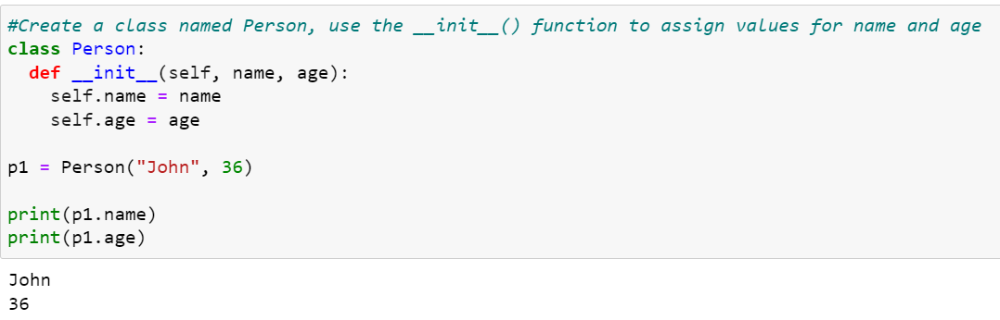 #Create a class named Person, use the __init__() function to assign values for name and age
class Person:
  def __init__(self, name, age):
    self.name = name
    self.age = age

p1 = Person("John", 36)

print(p1.name)
print(p1.age)
John
36